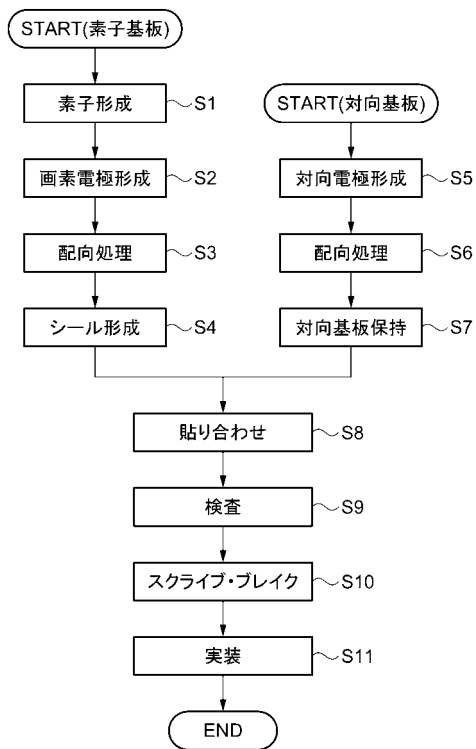 START(素子基板)
素子形成
S1
画素電極形成
S2
配向処理
S3
シール形成
S4
START(対向基板)
対向電極形成
S5
配向処理
S6
対向基板保持
S7
貼り合わせ
S8
検査
S9
スクライブ・ブレイク
S10
実装
S11
END